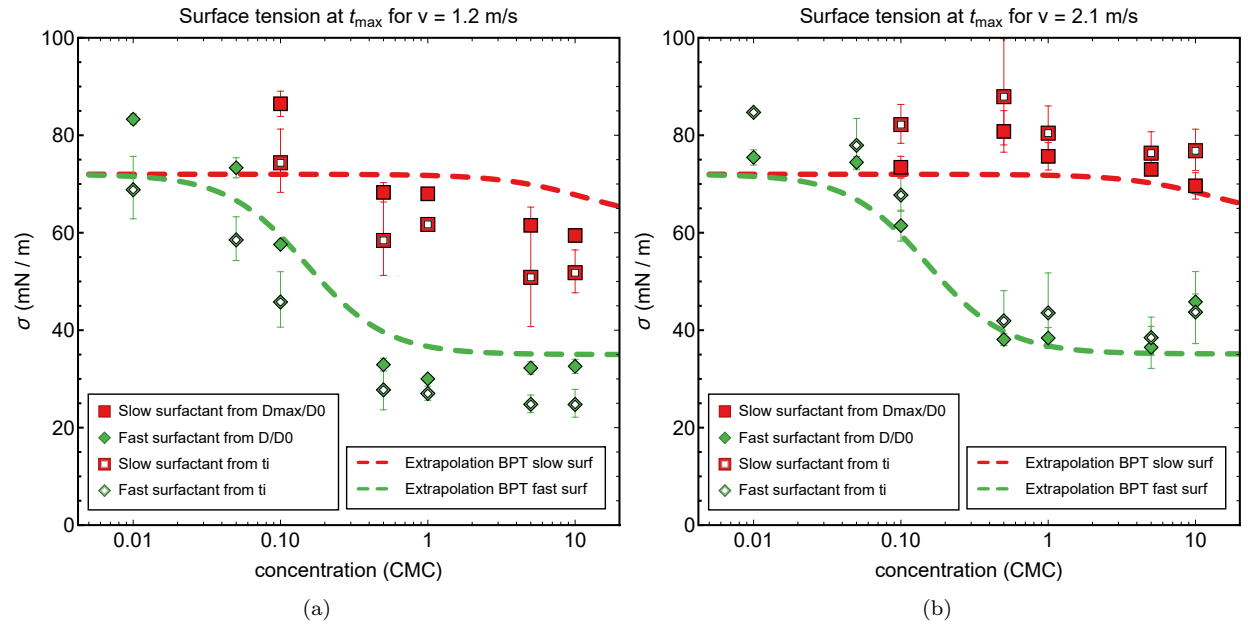 Surface tension at tmax for v = 1.2 m/s
100
80
60
40
20
0
σ (mN / m)
0.01 0.10 1 10
concentration (CMC)
Slow surfactant from Dmax/D0
Fast surfactant from D/D0
Slow surfactant from ti
Fast surfactant from ti
Extrapolation BPT slow surf
Extrapolation BPT fast surf
(a)
Surface tension at tmax for v = 2.1 m/s
100
80
60
40
20
0
σ (mN / m)
0.01 0.10 1 10
concentration (CMC)
Slow surfactant from Dmax/D0
Fast surfactant from D/D0
Slow surfactant from ti
Fast surfactant from ti
Extrapolation BPT slow surf
Extrapolation BPT fast surf
(b)